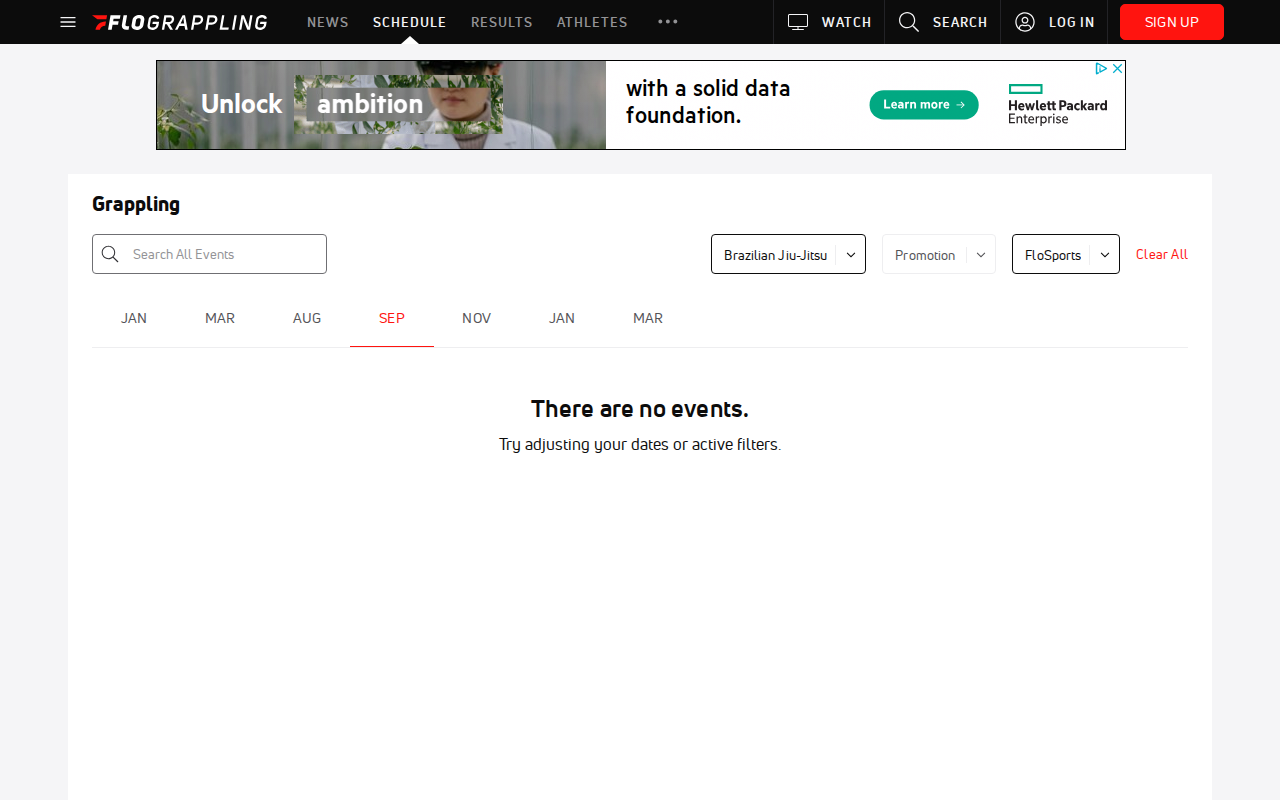 FLOGRAPPLING NEWS SCHEDULE RESULTS ATHLETES WATCH SEARCH LOG IN SIGN UP
Unlock ambition with a solid data foundation. Learn more → Hewlett Packard Enterprise
Grappling
Search All Events Brazilian Jiu-Jitsu Promotion FloSports Clear All
JAN MAR AUG SEP NOV JAN MAR
There are no events.
Try adjusting your dates or active filters.